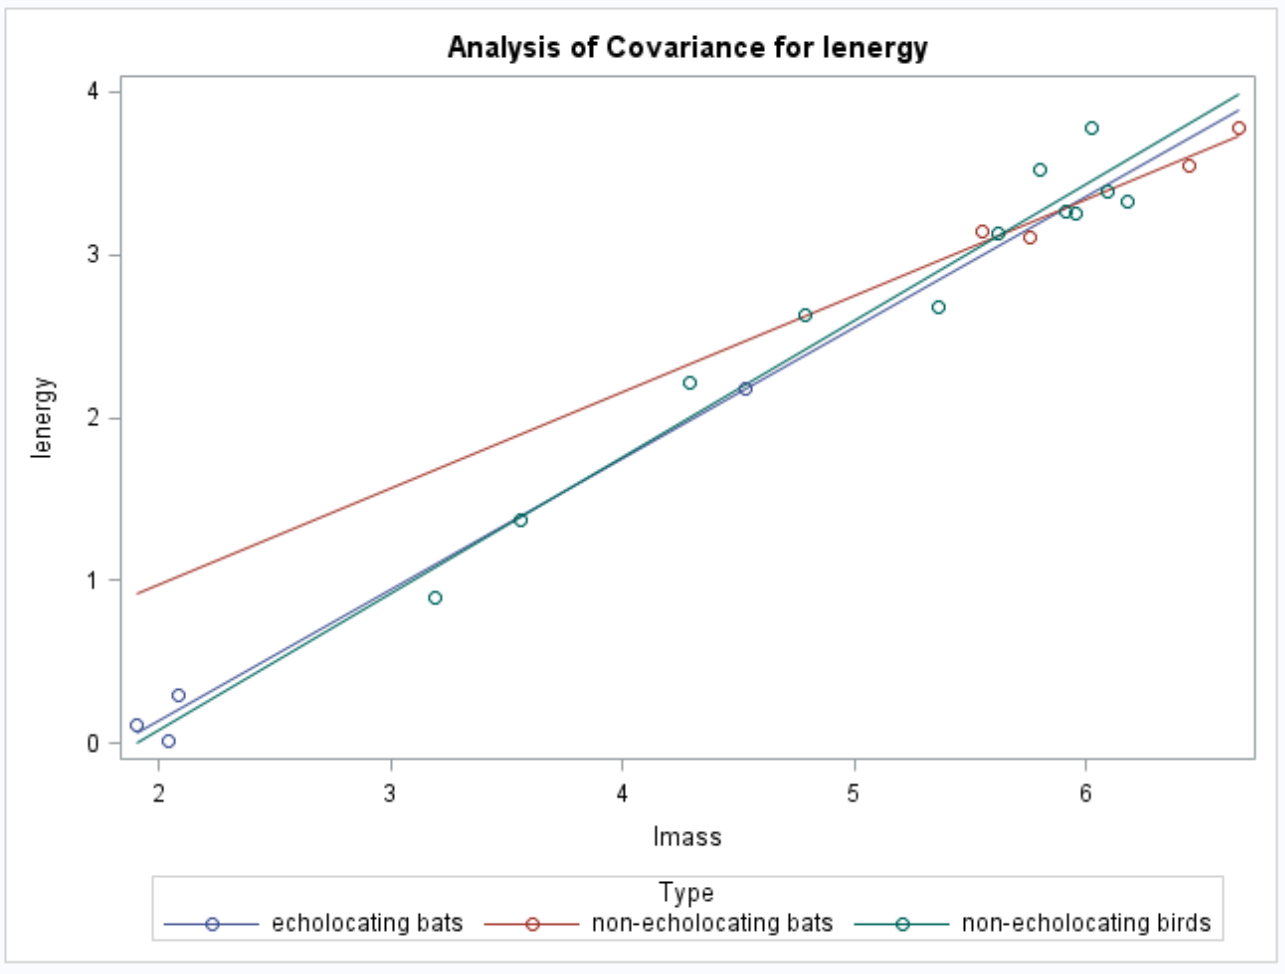 Analysis of Covariance for lenergy
4
3
2
1
0
lenergy
2 3 4 5 6
lmass
Type
echolocating bats non-echolocating bats non-echolocating birds